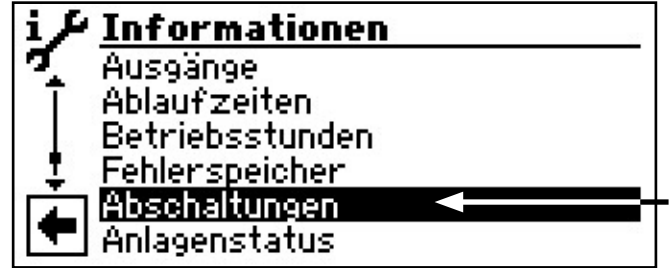 Informationen
Ausgänge
Ablaufzeiten
Betriebsstunden
Fehlerspeicher
Abschaltungen
Anlagenstatus